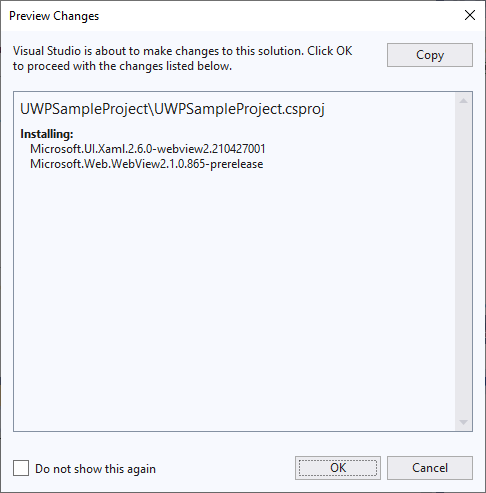 Preview Changes
Visual Studio is about to make changes to this solution. Click OK
to proceed with the changes listed below.
Copy
UWPSampleProject\UWPSampleProject.csproj
Installing:
Microsoft.UI.Xaml.2.6.0-webview2.210427001
Microsoft.Web.WebView2.1.0.865-prerelease
Do not show this again
OK
Cancel